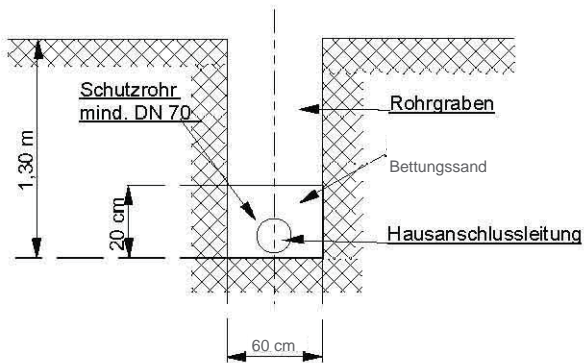 Schutzrohr
mind. DN 70
Rohrgraben
1,30 m
Bettungssand
20 cm
Hausanschlussleitung
60 cm